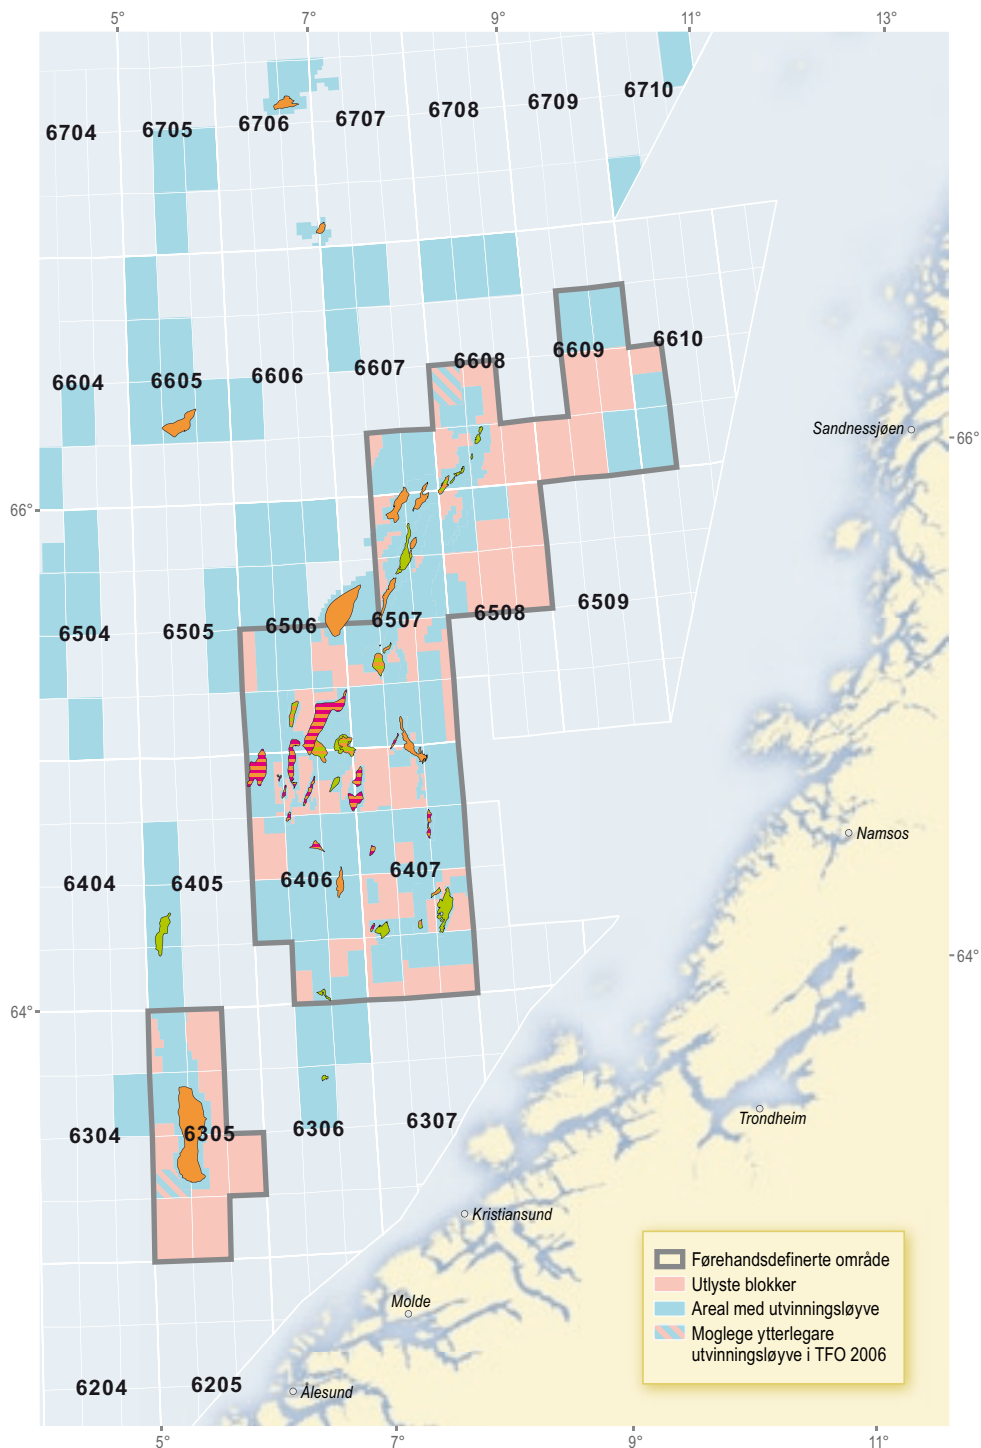 5° 7° 9° 11° 13°
6710
6709
6708
6707
6706
6705
6704
6610
6609
6608
6607
6606
6605
6604
Sandnessjøen
66°
66°
6509
6508
6507
6506
6505
6504
Namsos
6407
6406
6405
6404
64°
64°
Trondheim
6307
6306
6305
6304
Kristiansund
Førehandsdefinerte område
Utlyste blokker
Areal med utvinningsløyve
Moglege ytterlegare
utvinningsløyve i TFO 2006
Molde
6205
6204
Ålesund
5° 7° 9° 11°